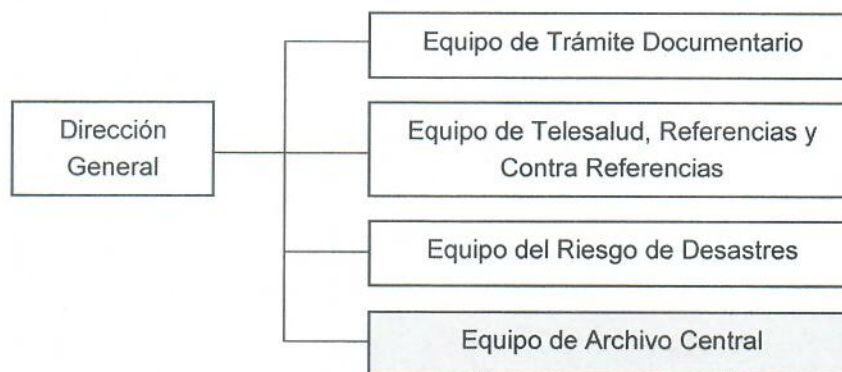 Equipo de Trámite Documentario
Dirección
General
Equipo de Telesalud, Referencias y
Contra Referencias
Equipo del Riesgo de Desastres
Equipo de Archivo Central